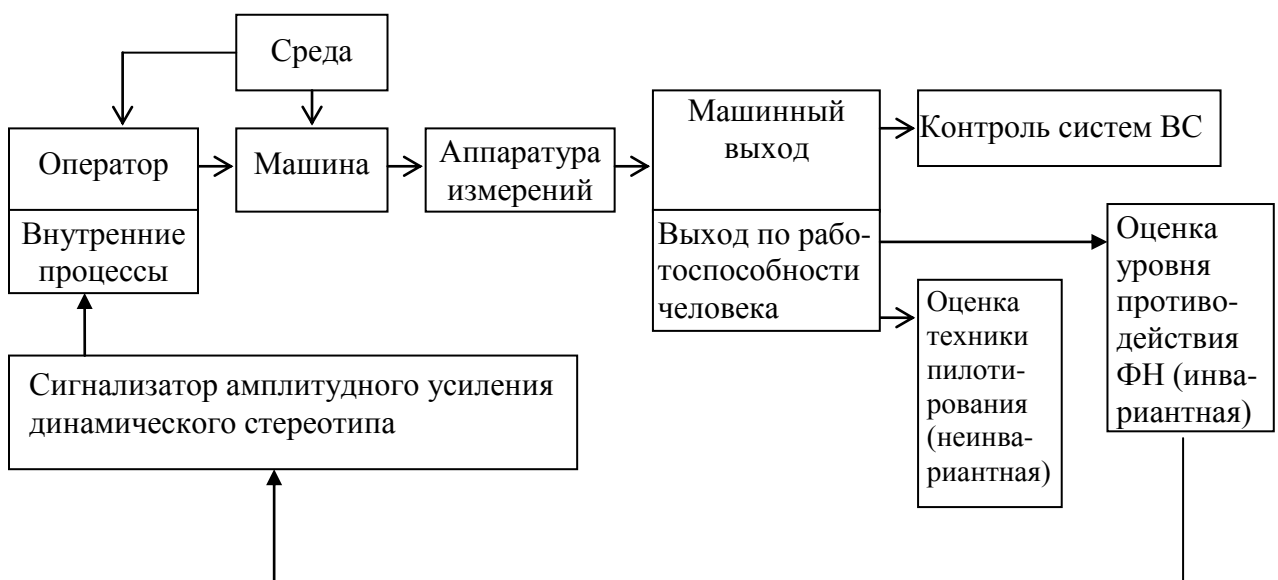 Среда
Оператор
Внутренние
процессы
Машина
Аппаратура
измерений
Машинный
выход
Выход по рабо-
тоспособности
человека
Контроль систем ВС
Оценка
техники
пилоти-
рования
(неинва-
риантная)
Оценка
уровня
противо-
действия
ФН (инва-
риантная)
Сигнализатор амплитудного усиления
динамического стереотипа